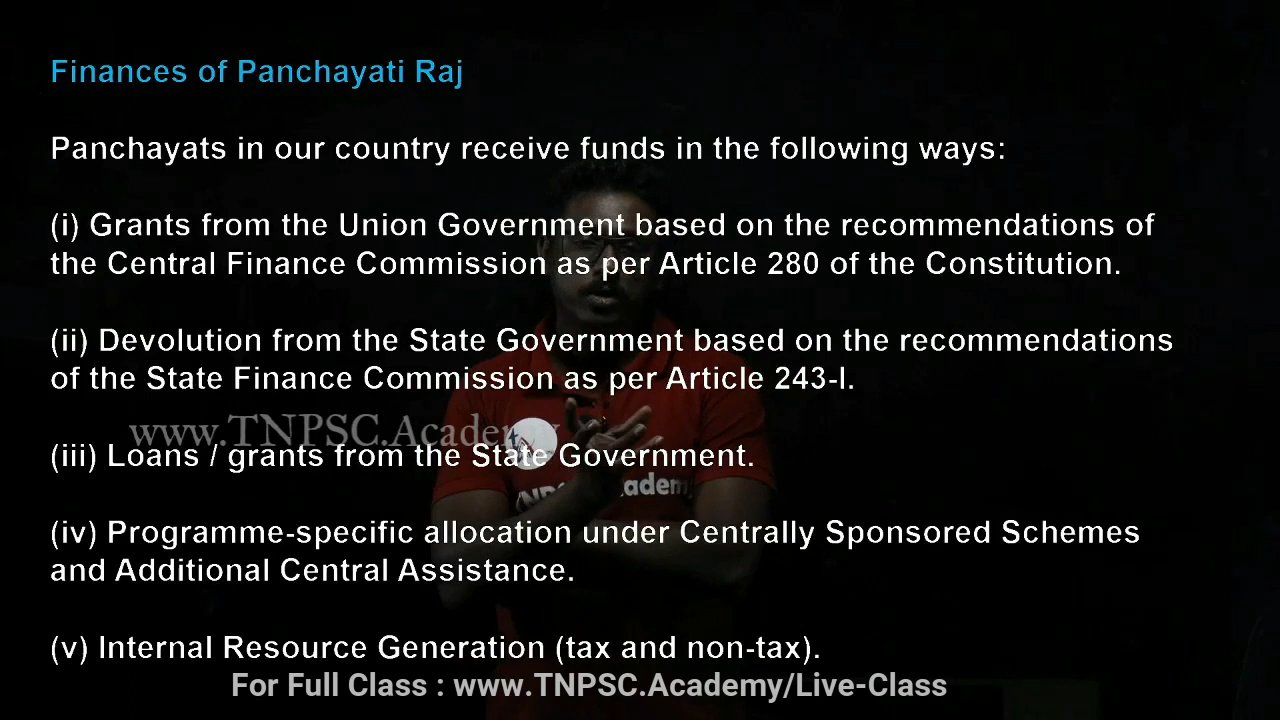 Finances of Panchayati Raj
Panchayats in our country receive funds in the following ways:
(i) Grants from the Union Government based on the recommendations of
the Central Finance Commission as per Article 280 of the Constitution.
(ii) Devolution from the State Government based on the recommendations
of the State Finance Commission as per Article 243-I.
www.TNPSC.Academy
(iii) Loans / grants from the State Government.
Academy
(iv) Programme-specific allocation under Centrally Sponsored Schemes
and Additional Central Assistance.
(v) Internal Resource Generation (tax and non-tax).
For Full Class : www.TNPSC.Academy/Live-Class